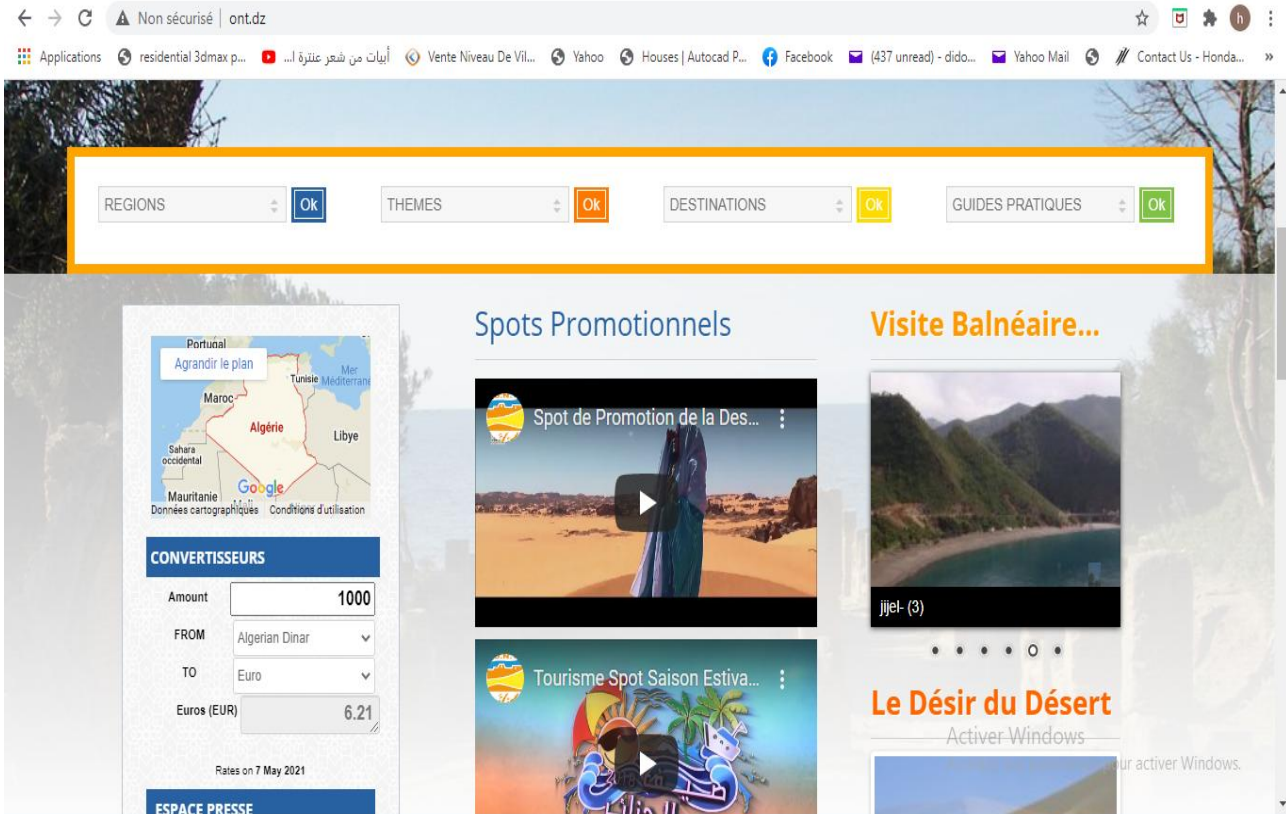 Non sécurisé | ont.dz
Applications
residential 3dmax p...
أبيات من شعر عنترة ا...
Vente Niveau De Vil...
Yahoo
Houses | Autocad P...
Facebook
(437 unread) - dido...
Yahoo Mail
Contact Us - Honda...
»
h
REGIONS
Ok
THEMES
Ok
DESTINATIONS
Ok
GUIDES PRATIQUES
Ok
Portugal
Agrandir le plan
Mer
Tunisie Méditerrané
Maroc
Algérie
Libye
Sahara
occidental
Google
Mauritanie
Données cartographiques Conditions d'utilisation
CONVERTISSEURS
Amount 1000
FROM Algerian Dinar
TO Euro
Euros (EUR) 6.21
Rates on 7 May 2021
ESPACE PRESSE
Spots Promotionnels
Spot de Promotion de la Des...
Tourisme Spot Saison Estiva...
Visite Balnéaire...
jijel- (3)
Le Désir du Désert
Activer Windows
pour activer Windows.